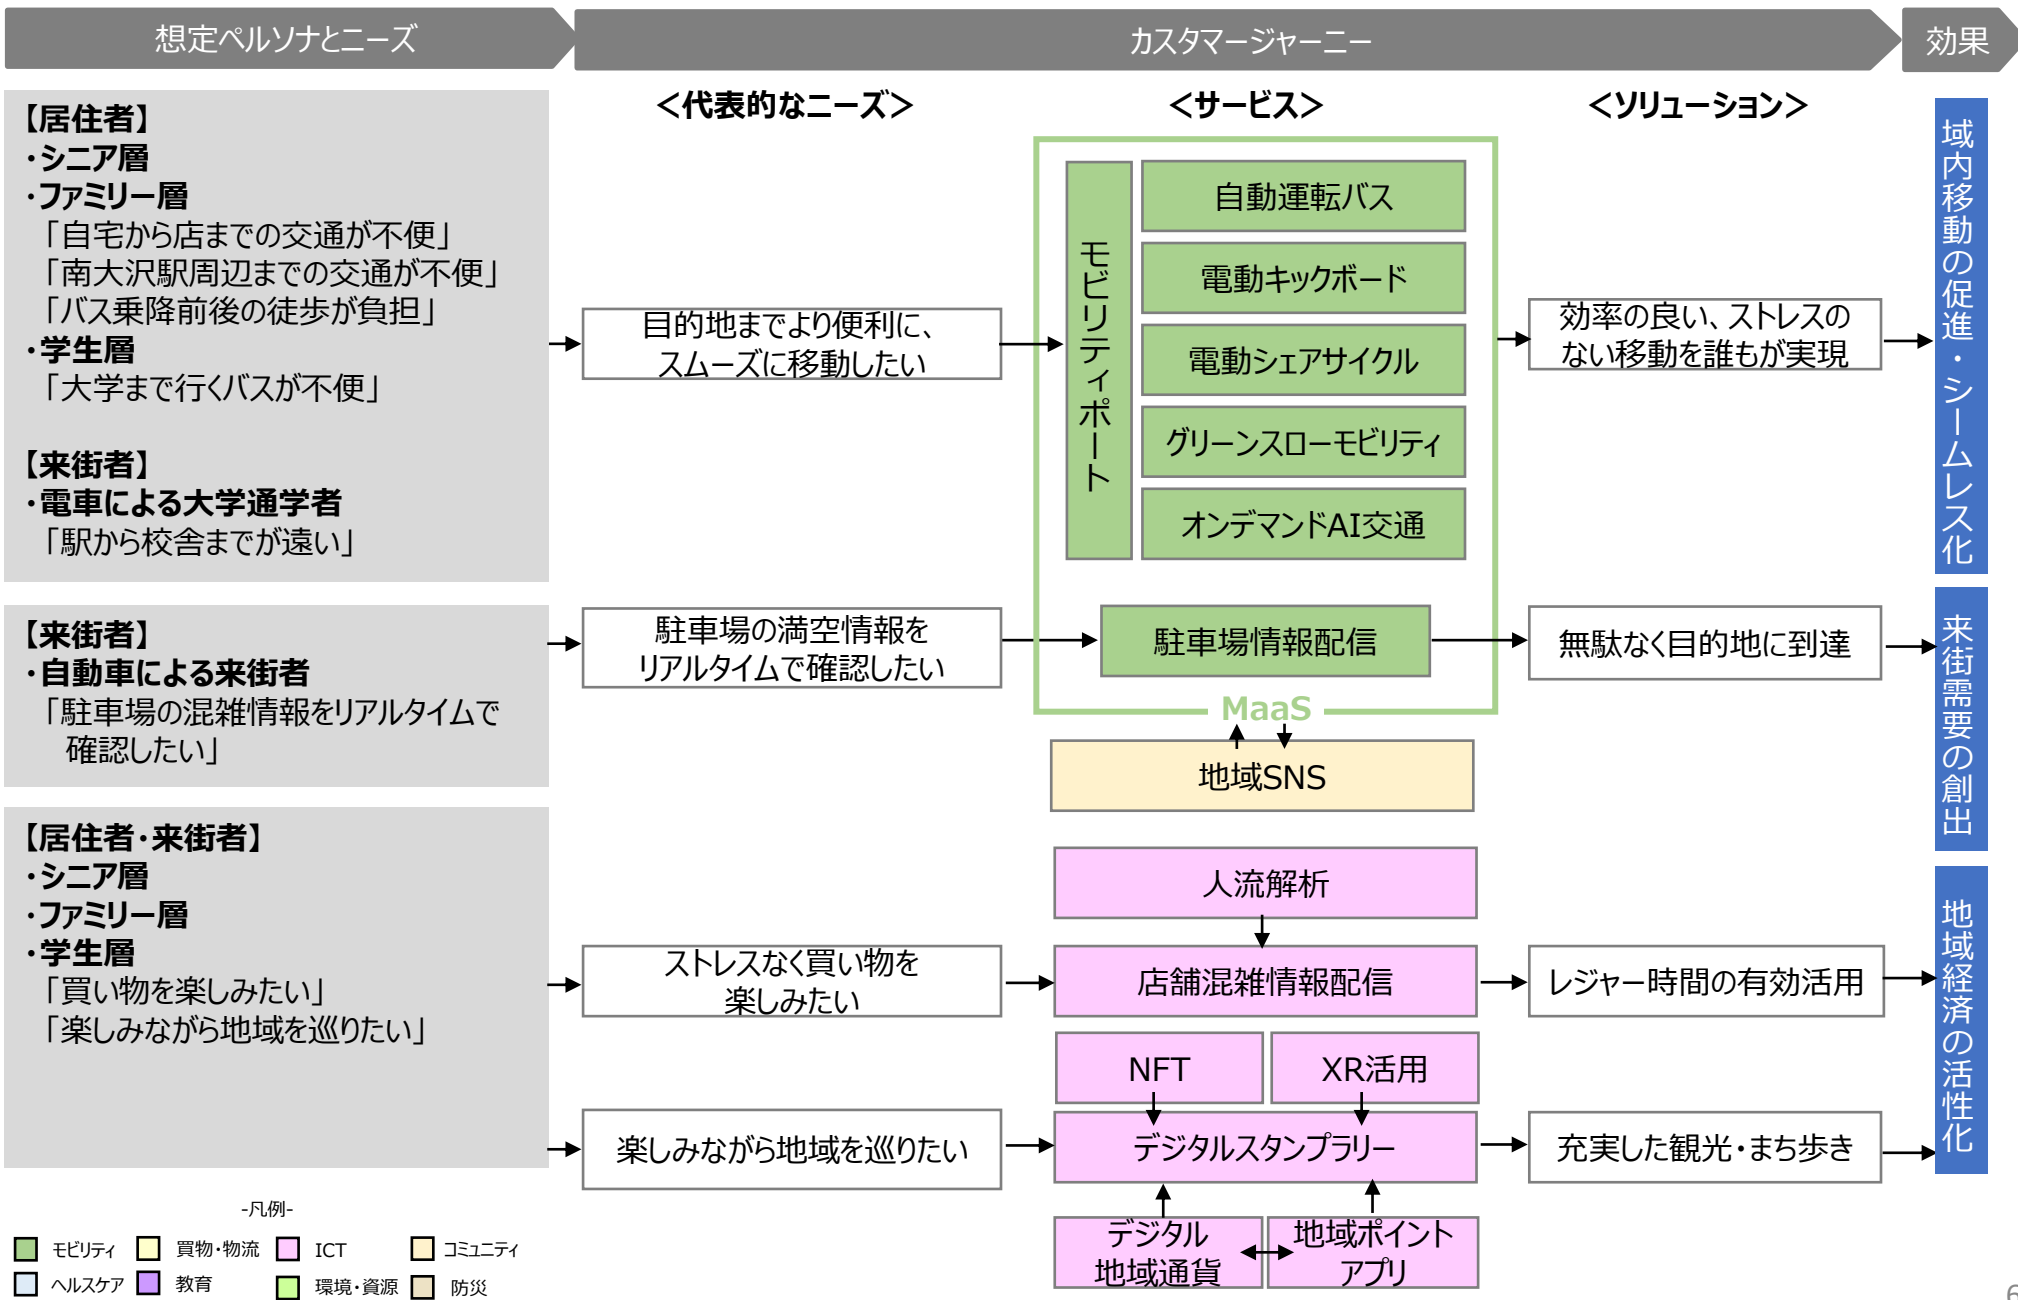 想定ペルソナとニーズ
カスタマージャーニー
効果
【居住者】
・シニア層
・ファミリー層
「自宅から店までの交通が不便」
「南大沢駅周辺までの交通が不便」
「バス乗降前後の徒歩が負担」
・学生層
「大学まで行くバスが不便」
【来街者】
・電車による大学通学者
「駅から校舎までが遠い」
【来街者】
・自動車による来街者
「駐車場の混雑情報をリアルタイムで
確認したい」
【居住者・来街者】
・シニア層
・ファミリー層
・学生層
「買い物を楽しみたい」
「楽しみながら地域を巡りたい」
＜代表的なニーズ＞
目的地までより便利に、
スムーズに移動したい
駐車場の満空情報を
リアルタイムで確認したい
ストレスなく買い物を
楽しみたい
楽しみながら地域を巡りたい
＜サービス＞
モビリティポート
自動運転バス
電動キックボード
電動シェアサイクル
グリーンスローモビリティ
オンデマンドAI交通
駐車場情報配信
MaaS
地域SNS
人流解析
店舗混雑情報配信
NFT
XR活用
デジタルスタンプラリー
デジタル
地域通貨
地域ポイント
アプリ
＜ソリューション＞
効率の良い、ストレスの
ない移動を誰もが実現
無駄なく目的地に到達
レジャー時間の有効活用
充実した観光・まち歩き
域内移動の促進・シームレス化
来街需要の創出
地域経済の活性化
-凡例-
モビリティ
買物・物流
ICT
コミュニティ
ヘルスケア
教育
環境・資源
防災
6